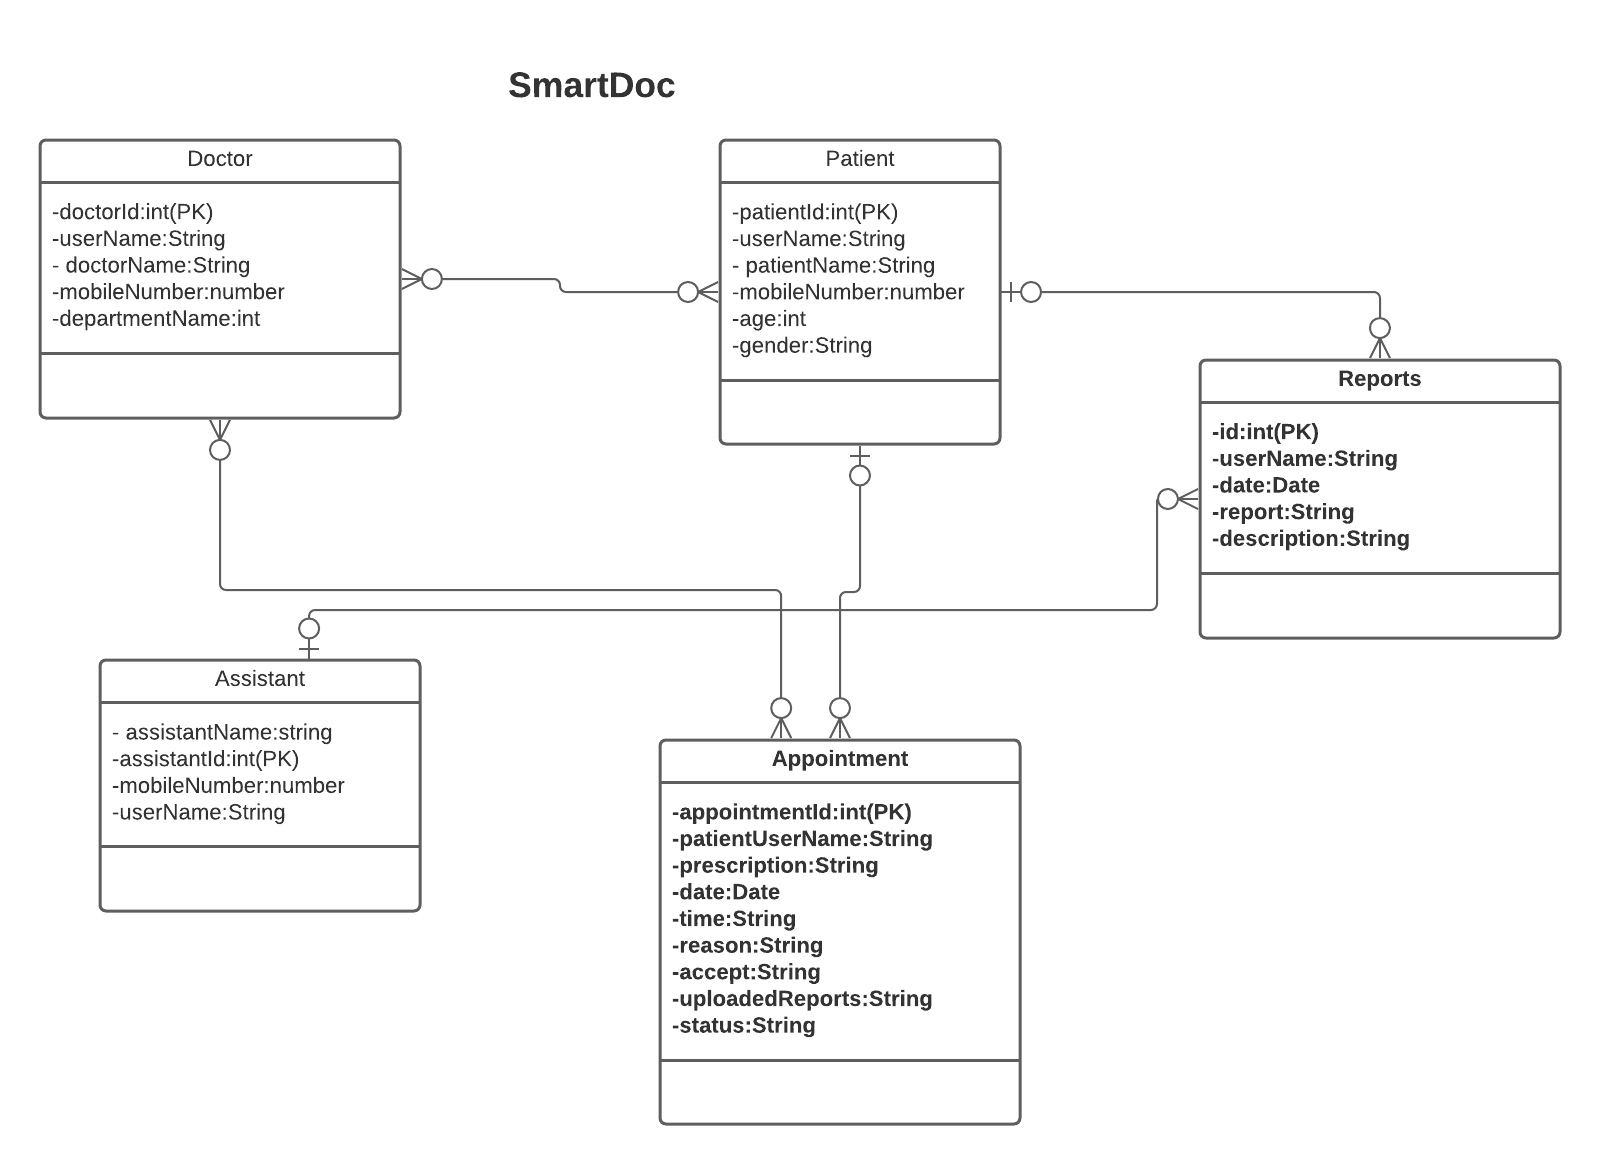 SmartDoc
Doctor
-doctorId:int(PK)
-userName:String
- doctorName:String
-mobileNumber:number
-departmentName:int
Patient
-patientId:int(PK)
-userName:String
- patientName:String
-mobileNumber:number
-age:int
-gender:String
Reports
-id:int(PK)
-userName:String
-date:Date
-report:String
-description:String
Assistant
- assistantName:string
-assistantId:int(PK)
-mobileNumber:number
-userName:String
Appointment
-appointmentId:int(PK)
-patientUserName:String
-prescription:String
-date:Date
-time:String
-reason:String
-accept:String
-uploadedReports:String
-status:String